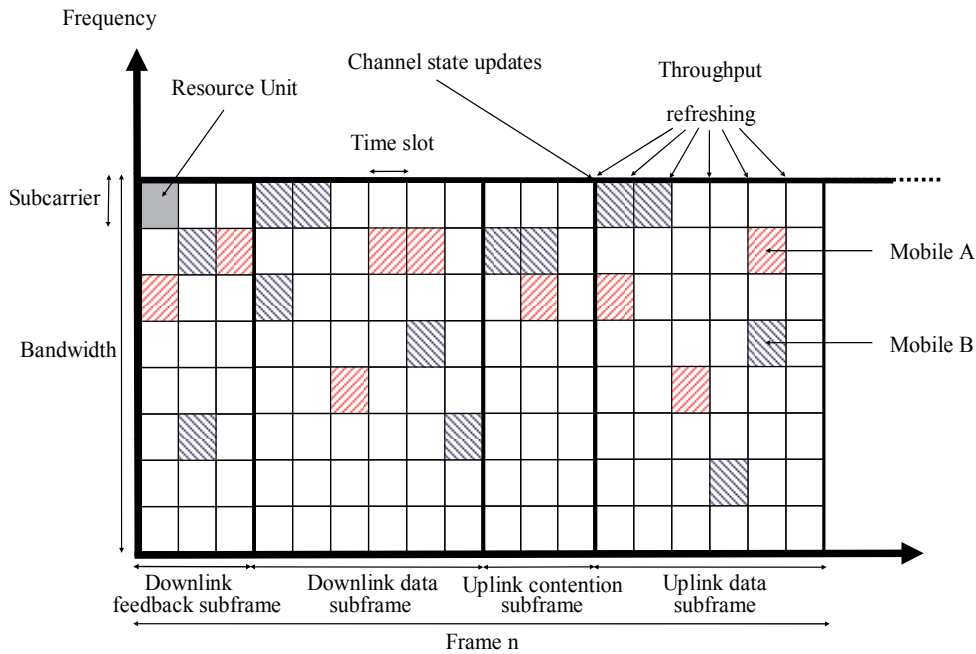 Frequency
Channel state updates
Throughput
refreshing
Resource Unit
Time slot
Subcarrier
Mobile A
Bandwidth
Mobile B
Downlink
feedback subframe
Downlink data
subframe
Uplink contention
subframe
Uplink data
subframe
Frame n